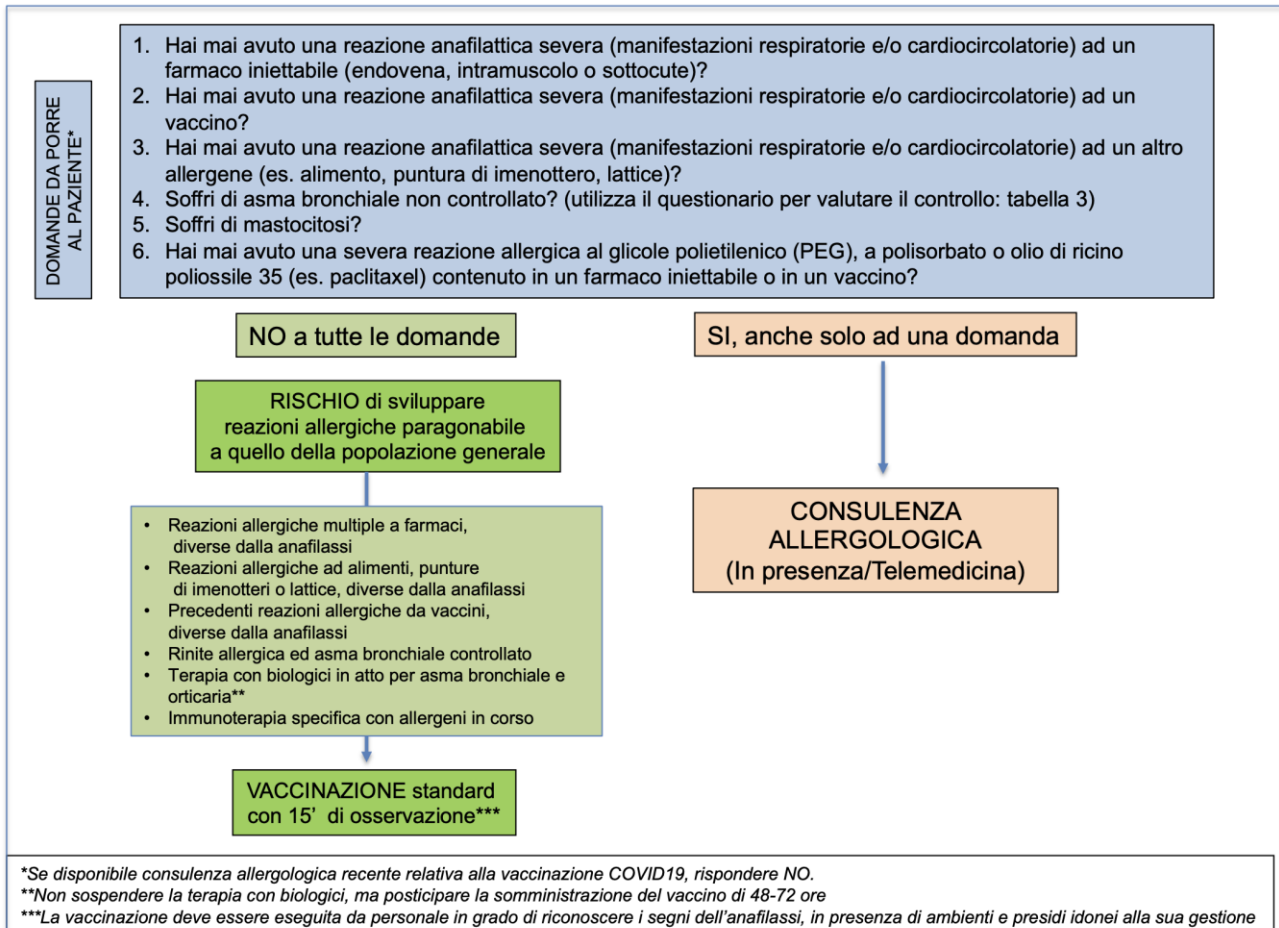 DOMANDE DA PORRE
AL PAZIENTE*
1. Hai mai avuto una reazione anafilattica severa (manifestazioni respiratorie e/o cardiocircolatorie) ad un
farmaco iniettabile (endovena, intramuscolo o sottocute)?
2. Hai mai avuto una reazione anafilattica severa (manifestazioni respiratorie e/o cardiocircolatorie) ad un
vaccino?
3. Hai mai avuto una reazione anafilattica severa (manifestazioni respiratorie e/o cardiocircolatorie) ad un altro
allergene (es. alimento, puntura di imenottero, lattice)?
4. Soffri di asma bronchiale non controllato? (utilizza il questionario per valutare il controllo: tabella 3)
5. Soffri di mastocitosi?
6. Hai mai avuto una severa reazione allergica al glicole polietilenico (PEG), a polisorbato o olio di ricino
poliossile 35 (es. paclitaxel) contenuto in un farmaco iniettabile o in un vaccino?
NO a tutte le domande
SI, anche solo ad una domanda
RISCHIO di sviluppare
reazioni allergiche paragonabile
a quello della popolazione generale
• Reazioni allergiche multiple a farmaci,
diverse dalla anafilassi
• Reazioni allergiche ad alimenti, punture
di imenotteri o lattice, diverse dalla anafilassi
• Precedenti reazioni allergiche da vaccini,
diverse dalla anafilassi
• Rinite allergica ed asma bronchiale controllato
• Terapia con biologici in atto per asma bronchiale e
orticaria**
• Immunoterapia specifica con allergeni in corso
CONSULENZA
ALLERGOLOGICA
(In presenza/Telemedicina)
VACCINAZIONE standard
con 15' di osservazione***
*Se disponibile consulenza allergologica recente relativa alla vaccinazione COVID19, rispondere NO.
**Non sospendere la terapia con biologici, ma posticipare la somministrazione del vaccino di 48-72 ore
***La vaccinazione deve essere eseguita da personale in grado di riconoscere i segni dell'anafilassi, in presenza di ambienti e presidi idonei alla sua gestione